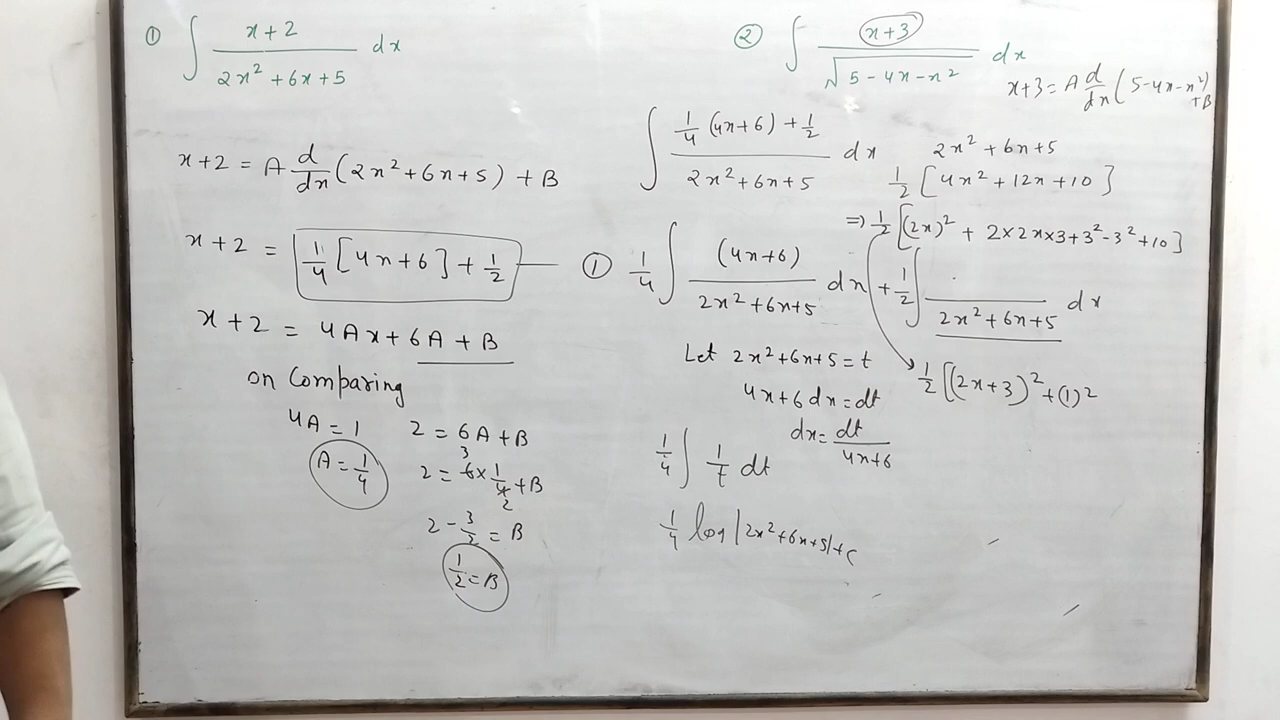 ① ∫ x+2 / 2x² + 6x + 5 dx
x+2 = A d/dx (2x² + 6x + 5) + B
x+2 = 1/4 [4x+6] + 1/2 — ①
x+2 = 4Ax + 6A + B
on Comparing
4A = 1
A = 1/4
2 = 6A + B
2 = 6 × 1/4 + B
3
2
2 - 3/2 = B
1/2 = B
② ∫ x+3 / √5 - 4x - x² dx
x+3 = A d/dx (5-4x-x²) + B
∫ 1/4 (4x+6) + 1/2 / 2x² + 6x + 5 dx
2x² + 6x + 5
1/2 [4x² + 12x + 10]
⇒ 1/2 [(2x)² + 2×2x×3 + 3² - 3² + 10]
1/4 ∫ (4x+6) / 2x² + 6x + 5 dx + 1/2 ∫ / 2x² + 6x + 5 dx
Let 2x² + 6x + 5 = t
4x + 6 dx = dt
dx = dt / 4x+6
1/2 [(2x+3)² + (1)²
1/4 ∫ 1/t dt
1/4 log |2x² + 6x + 5| + c